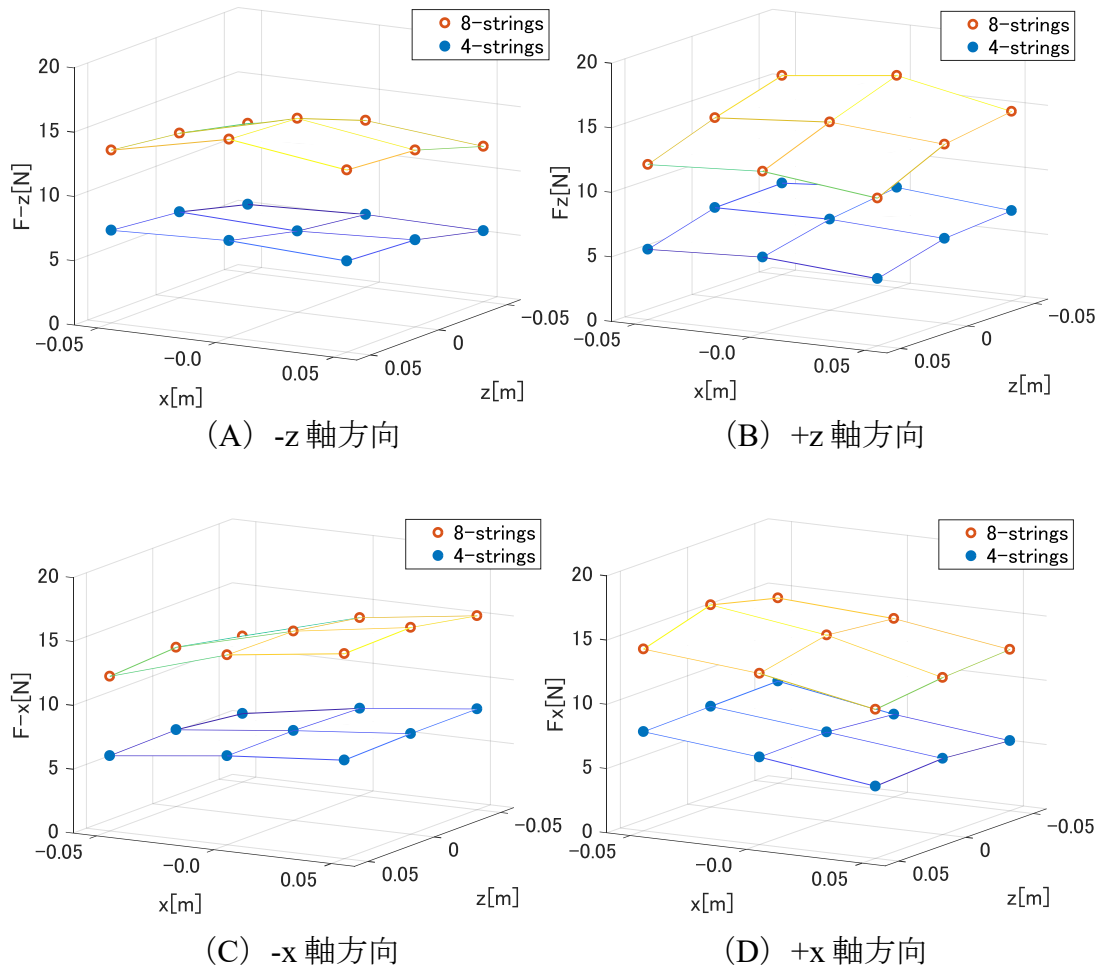 8-strings
4-strings
20
15
10
5
0
F-z[N]
-0.05
-0.0
0.05
x[m]
0.05
0
-0.05
z[m]
(A) -z 軸方向
8-strings
4-strings
20
15
10
5
0
Fz[N]
-0.05
-0.0
0.05
x[m]
0.05
0
-0.05
z[m]
(B) +z 軸方向
8-strings
4-strings
20
15
10
5
0
F-x[N]
-0.05
-0.0
0.05
x[m]
0.05
0
-0.05
z[m]
(C) -x 軸方向
8-strings
4-strings
20
15
10
5
0
Fx[N]
-0.05
-0.0
0.05
x[m]
0.05
0
-0.05
z[m]
(D) +x 軸方向